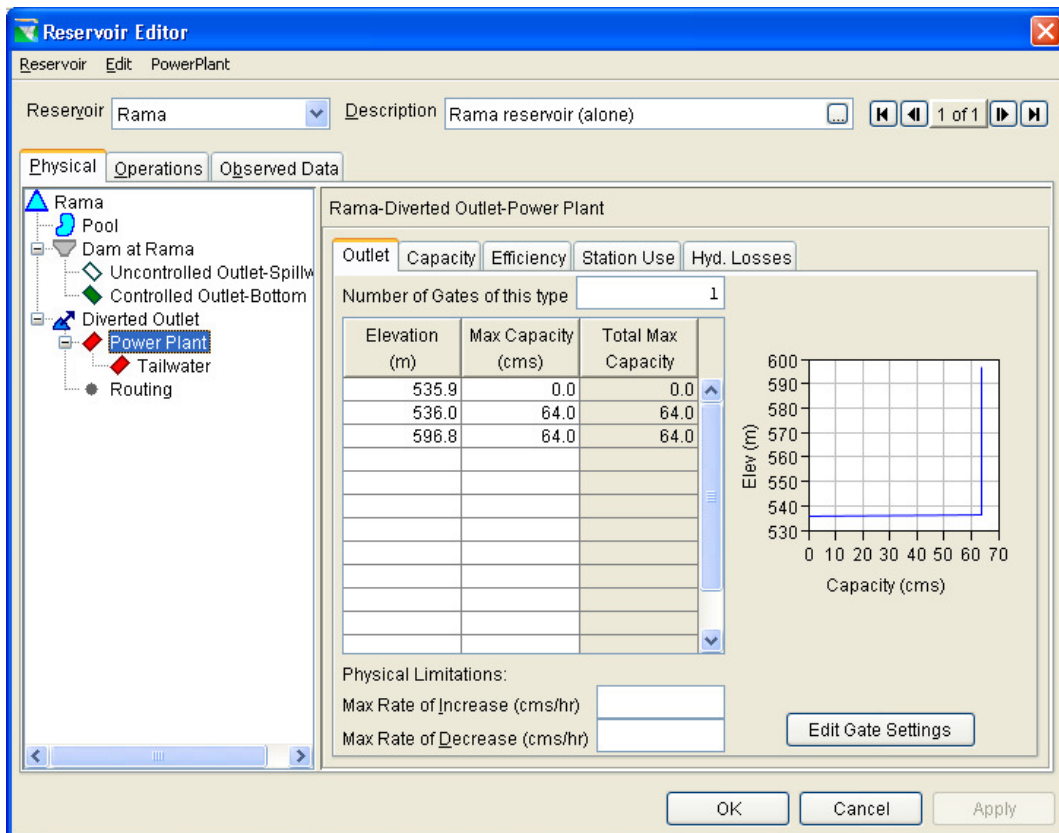 Reservoir Editor
Reservoir Edit PowerPlant
Reservoir Rama Description Rama reservoir (alone) ... 1 of 1
Physical Operations Observed Data
Rama
Pool
Dam at Rama
Uncontrolled Outlet-Spillw
Controlled Outlet-Bottom
Diverted Outlet
Power Plant
Tailwater
Routing
Rama-Diverted Outlet-Power Plant
Outlet Capacity Efficiency Station Use Hyd. Losses
Number of Gates of this type 1
Elevation (m) Max Capacity (cms) Total Max Capacity
535.9 0.0 0.0
536.0 64.0 64.0
596.8 64.0 64.0
600
590
580
570
560
550
540
530
Elev (m)
0 10 20 30 40 50 60 70
Capacity (cms)
Physical Limitations:
Max Rate of Increase (cms/hr)
Max Rate of Decrease (cms/hr)
Edit Gate Settings
OK Cancel Apply